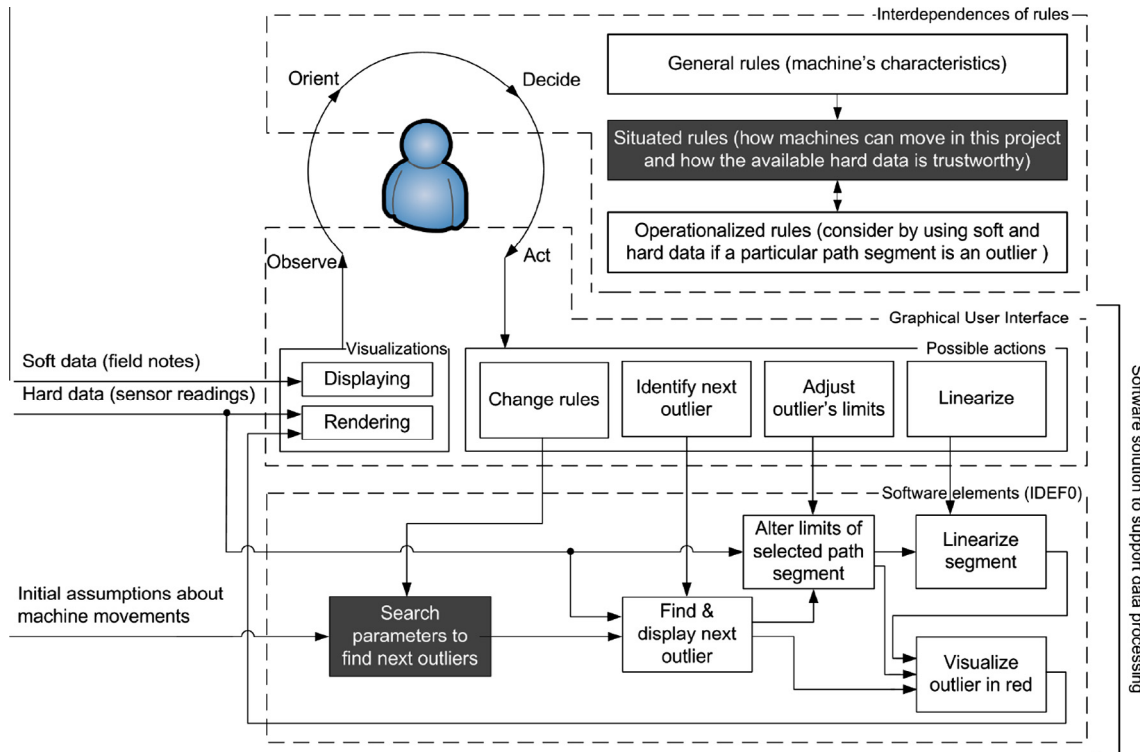 Interdependences of rules
General rules (machine's characteristics)
Orient
Decide
Situated rules (how machines can move in this project
and how the available hard data is trustworthy)
Operationalized rules (consider by using soft and
hard data if a particular path segment is an outlier )
Observe
Act
Graphical User Interface
Soft data (field notes)
Hard data (sensor readings)
Visualizations
Displaying
Rendering
Possible actions
Change rules
Identify next
outlier
Adjust
outlier's limits
Linearize
Software solution to support data processing
Software elements (IDEF0)
Alter limits of
selected path
segment
Linearize
segment
Initial assumptions about
machine movements
Search
parameters to
find next outliers
Find &
display next
outlier
Visualize
outlier in red